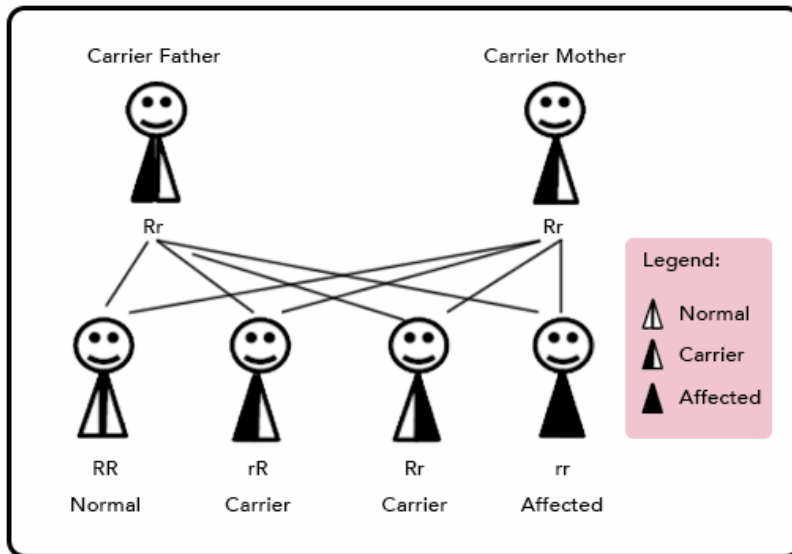 Carrier Father
Carrier Mother
Rr
Rr
Legend:
Normal
Carrier
Affected
RR
rR
Rr
rr
Normal
Carrier
Carrier
Affected